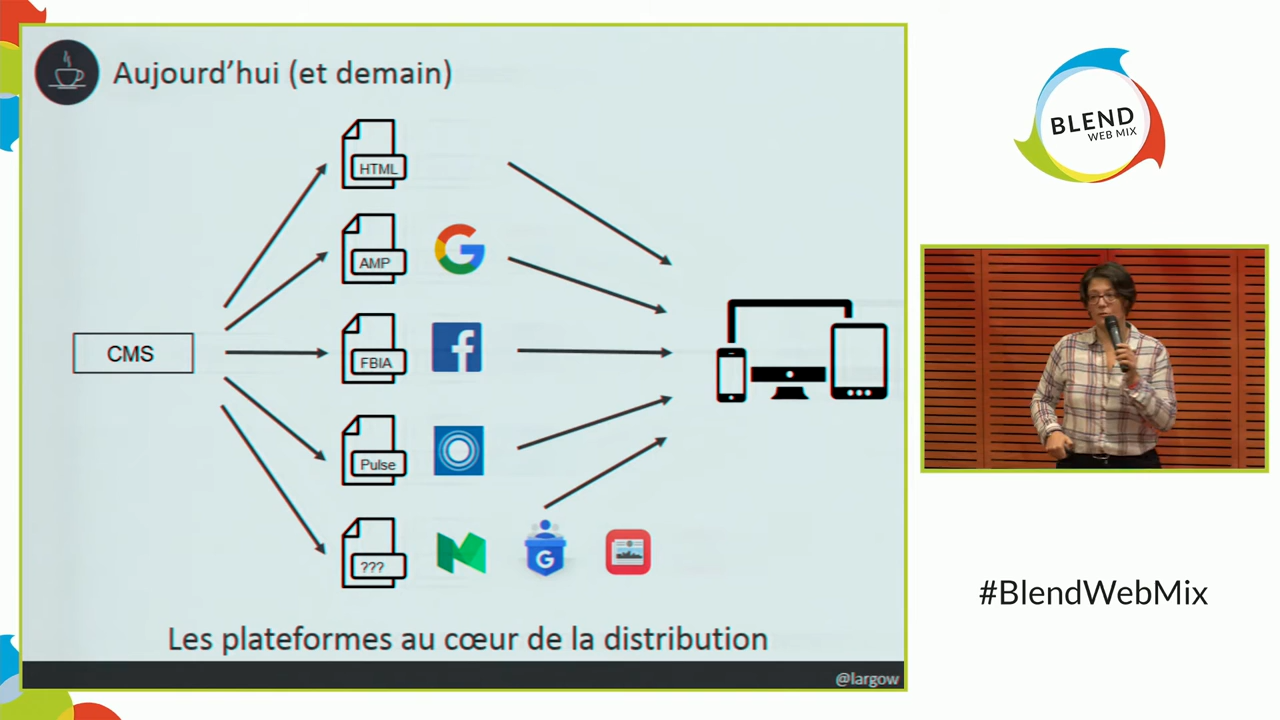 Aujourd’hui (et demain)
HTML
AMP
G
CMS
f
FBIA
Pulse
???
G
Les plateformes au cœur de la distribution
@largow
BLEND
WEB MIX
#BlendWebMix